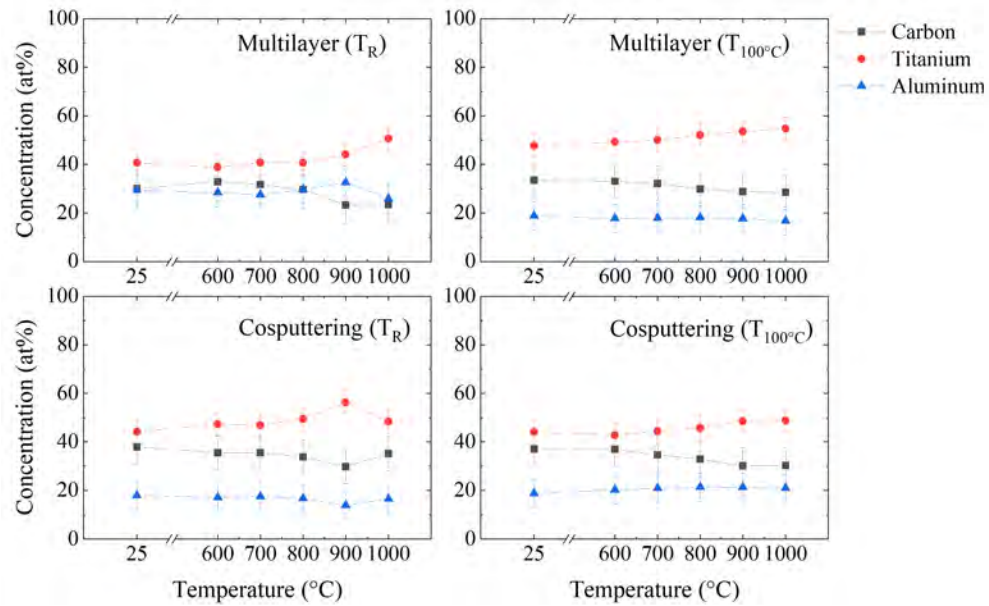 Multilayer (T_R)
100
80
60
40
20
0
Concentration (at%)
25 600 700 800 900 1000
Multilayer (T_100°C)
100
80
60
40
20
0
25 600 700 800 900 1000
Carbon
Titanium
Aluminum
Cosputtering (T_R)
100
80
60
40
20
0
Concentration (at%)
25 600 700 800 900 1000
Temperature (°C)
Cosputtering (T_100°C)
100
80
60
40
20
0
25 600 700 800 900 1000
Temperature (°C)